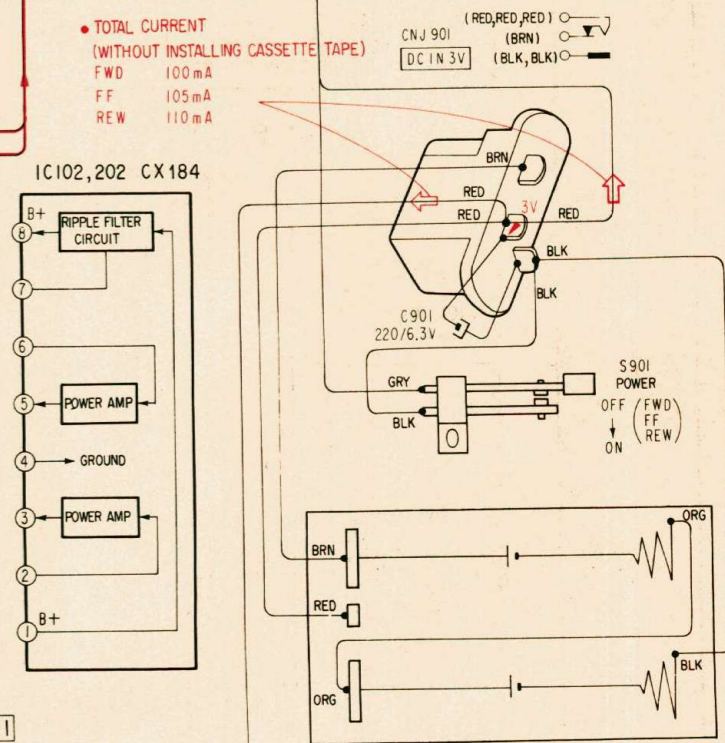 ● TOTAL CURRENT
(WITHOUT INSTALLING CASSETTE TAPE)
FWD 100mA
FF 105mA
REW 110mA
CNJ 901
DC IN 3V
(RED,RED,RED)
(BRN)
(BLK,BLK)
IC102,202 CX184
B+
8
RIPPLE FILTER
CIRCUIT
7
6
5
POWER AMP
4
GROUND
3
POWER AMP
2
B+
1
BRN
RED
RED
3V
RED
BLK
BLK
C901
220/6.3V
GRY
BLK
S901
POWER
OFF
↓
ON
(FWD
FF
REW)
ORG
BRN
RED
ORG
BLK
1